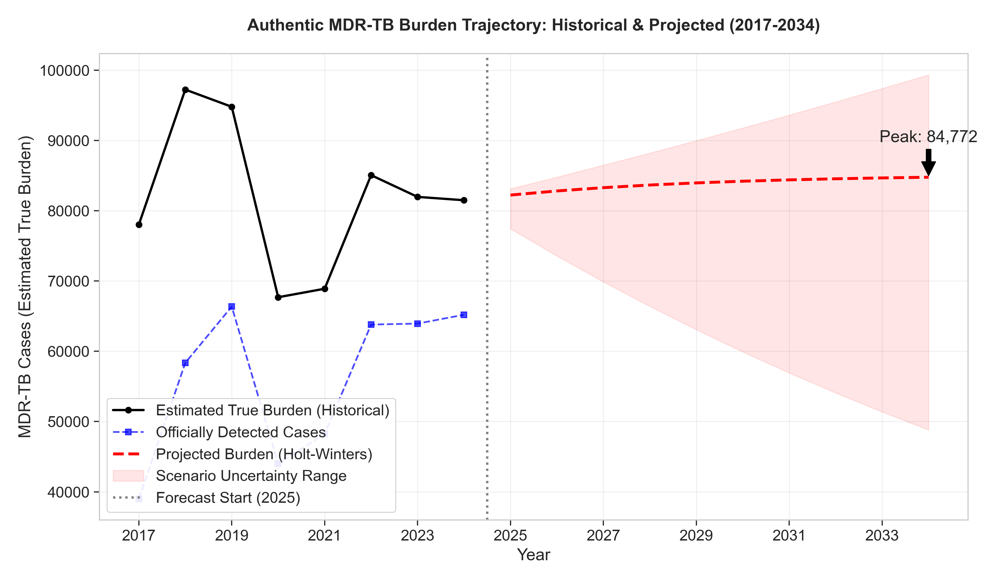 Authentic MDR-TB Burden Trajectory: Historical & Projected (2017-2034)
MDR-TB Cases (Estimated True Burden)
100000
90000
80000
70000
60000
50000
40000
Peak: 84,772
Estimated True Burden (Historical)
Officially Detected Cases
Projected Burden (Holt-Winters)
Scenario Uncertainty Range
Forecast Start (2025)
2017 2019 2021 2023 2025 2027 2029 2031 2033
Year